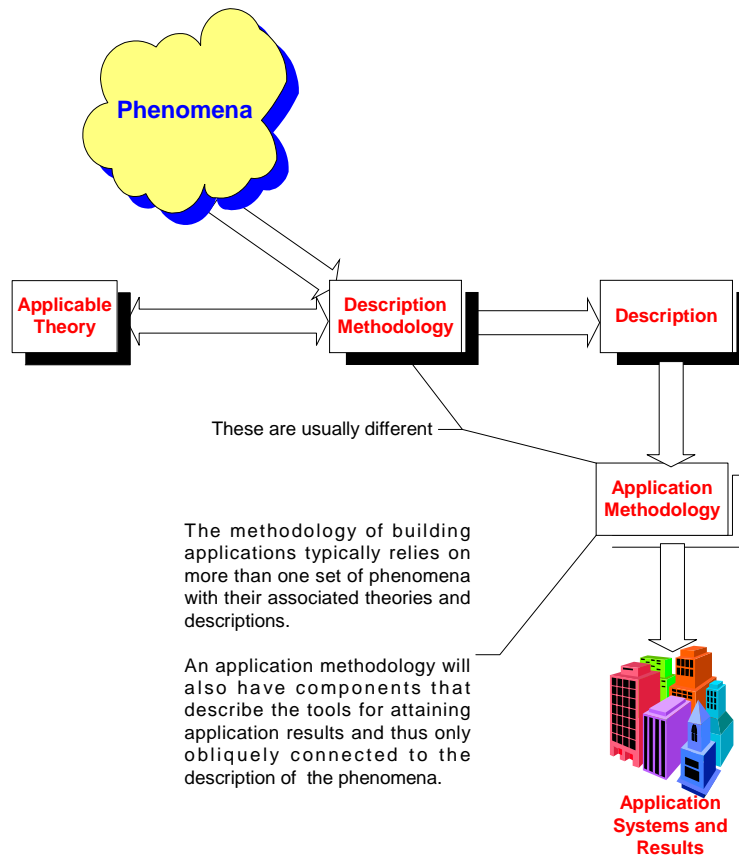 Phenomena
Applicable
Theory
Description
Methodology
Description
These are usually different
Application
Methodology
The methodology of building
applications typically relies on
more than one set of phenomena
with their associated theories and
descriptions.
An application methodology will
also have components that
describe the tools for attaining
application results and thus only
obliquely connected to the
description of the phenomena.
Application
Systems and
Results